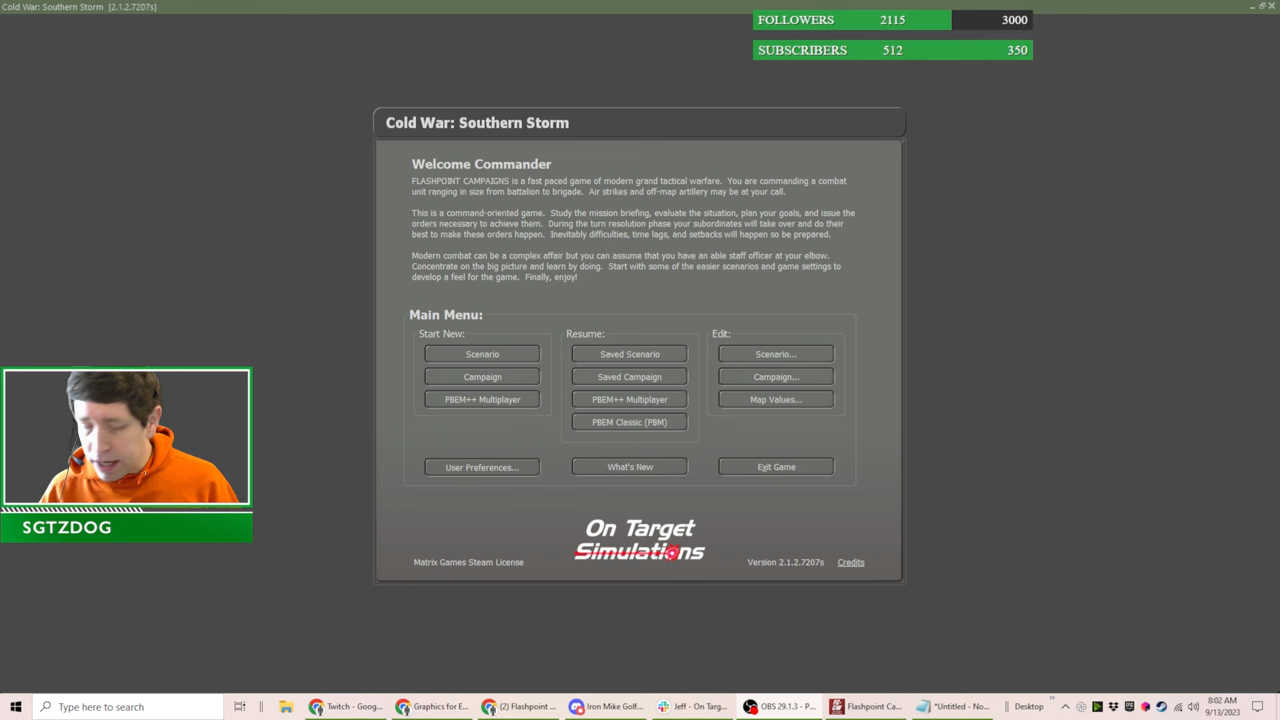 Cold War: Southern Storm [2.1.2.7207s]
FOLLOWERS 2115 3000
SUBSCRIBERS 512 350
Cold War: Southern Storm
Welcome Commander
FLASHPOINT CAMPAIGNS is a fast paced game of modern grand tactical warfare. You are commanding a combat
unit ranging in size from battalion to brigade. Air strikes and off-map artillery may be at your call.
This is a command-oriented game. Study the mission briefing, evaluate the situation, plan your goals, and issue the
orders necessary to achieve them. During the turn resolution phase your subordinates will take over and do their
best to make these orders happen. Inevitably difficulties, time lags, and setbacks will happen so be prepared.
Modern combat can be a complex affair but you can assume that you have an able staff officer at your elbow.
Concentrate on the big picture and learn by doing. Start with some of the easier scenarios and game settings to
develop a feel for the game. Finally, enjoy!
Main Menu:
Start New: Resume: Edit:
Scenario Saved Scenario Scenario...
Campaign Saved Campaign Campaign...
PBEM++ Multiplayer PBEM++ Multiplayer Map Values...
PBEM Classic (PBM)
User Preferences... What's New Exit Game
SGTZDOG
On Target
Simulations
Matrix Games Steam License Version 2.1.2.7207s Credits
Type here to search Twitch - Goog... Graphics for E... (2) Flashpoint ... Iron Mike Golf... Jeff - On Targ... OBS 29.1.3 - P... Flashpoint Ca... *Untitled - No... Desktop 8:02 AM
9/13/2023